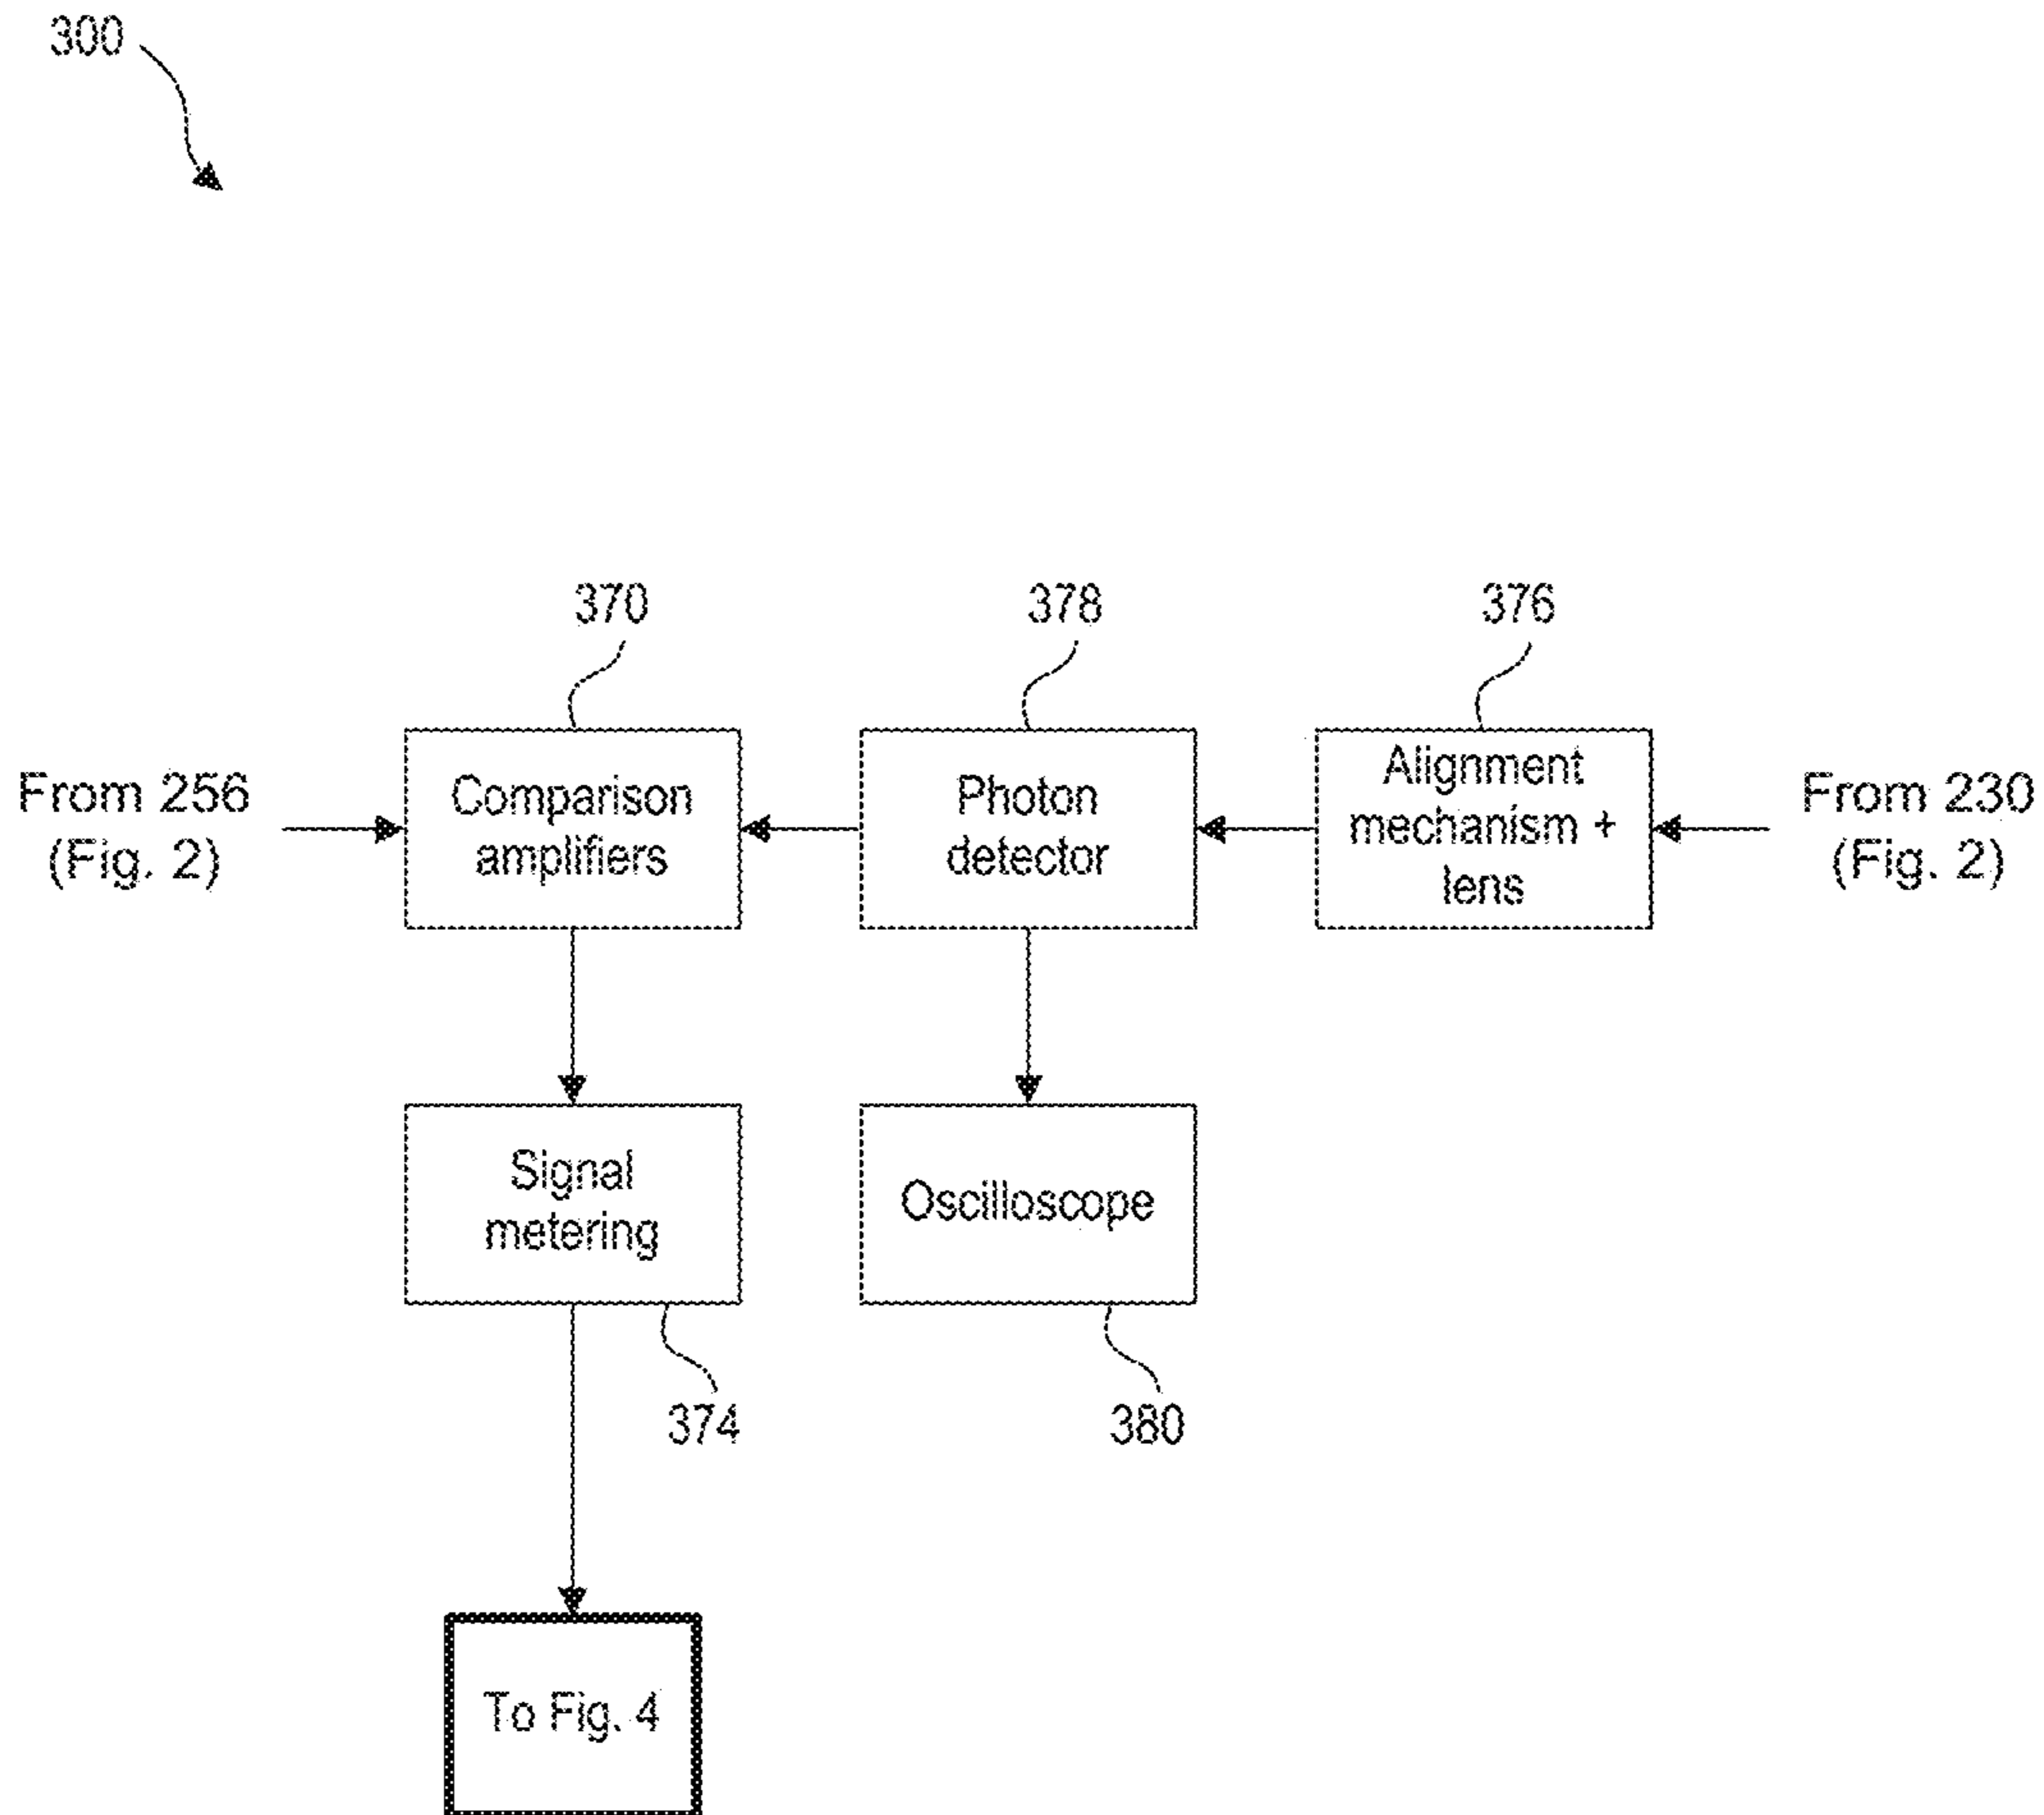 300
370
378
376
From 256
(Fig. 2)
Comparison
amplifiers
Photon
detector
Alignment
mechanism +
lens
From 230
(Fig. 2)
Signal
metering
Oscilloscope
374
380
To Fig. 4